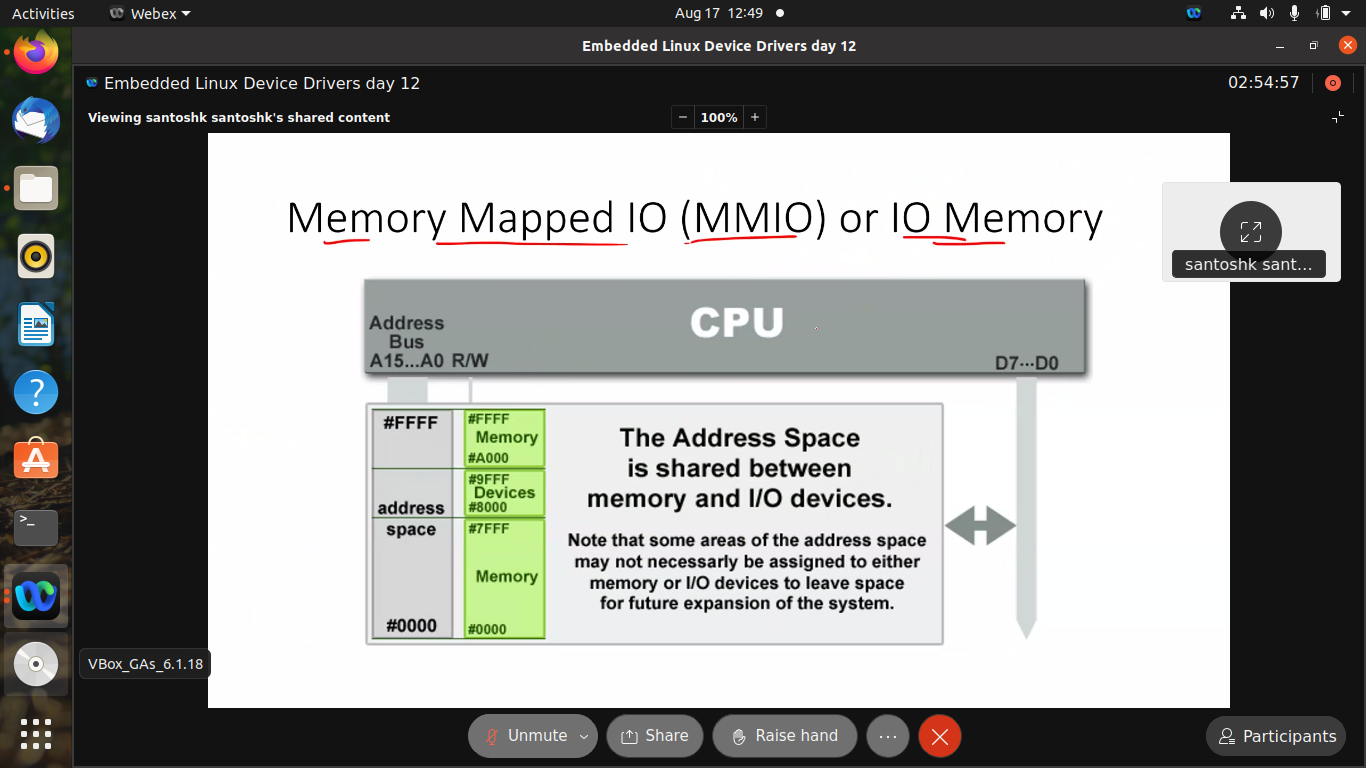 Activities
Webex
Aug 17 12:49
Embedded Linux Device Drivers day 12
Embedded Linux Device Drivers day 12
02:54:57
Viewing santoshk santoshk's shared content
− 100% +
Memory Mapped IO (MMIO) or IO Memory
santoshk sant...
CPU
Address
Bus
A15...A0 R/W
D7...D0
#FFFF
address
space
#0000
#FFFF
Memory
#A000
#9FFF
Devices
#8000
#7FFF
Memory
#0000
The Address Space
is shared between
memory and I/O devices.
Note that some areas of the address space
may not necessarly be assigned to either
memory or I/O devices to leave space
for future expansion of the system.
VBox_GAs_6.1.18
Unmute
Share
Raise hand
...
Participants